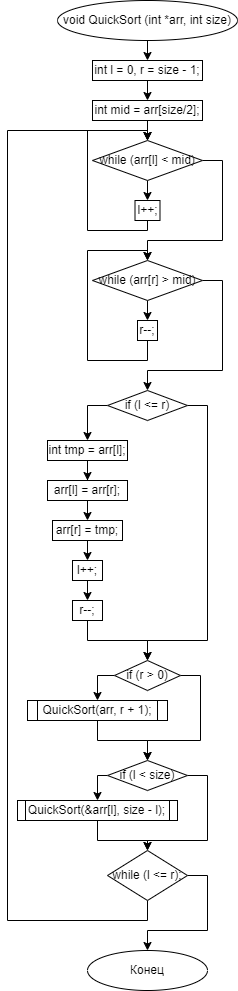 void QuickSort (int *arr, int size)
int l = 0, r = size - 1;
int mid = arr[size/2];
while (arr[l] < mid)
l++;
while (arr[r] > mid)
r--;
if (l <= r)
int tmp = arr[l];
arr[l] = arr[r];
arr[r] = tmp;
l++;
r--;
if (r > 0)
QuickSort(arr, r + 1);
if (l < size)
QuickSort(&arr[l], size - l);
while (l <= r);
Конец